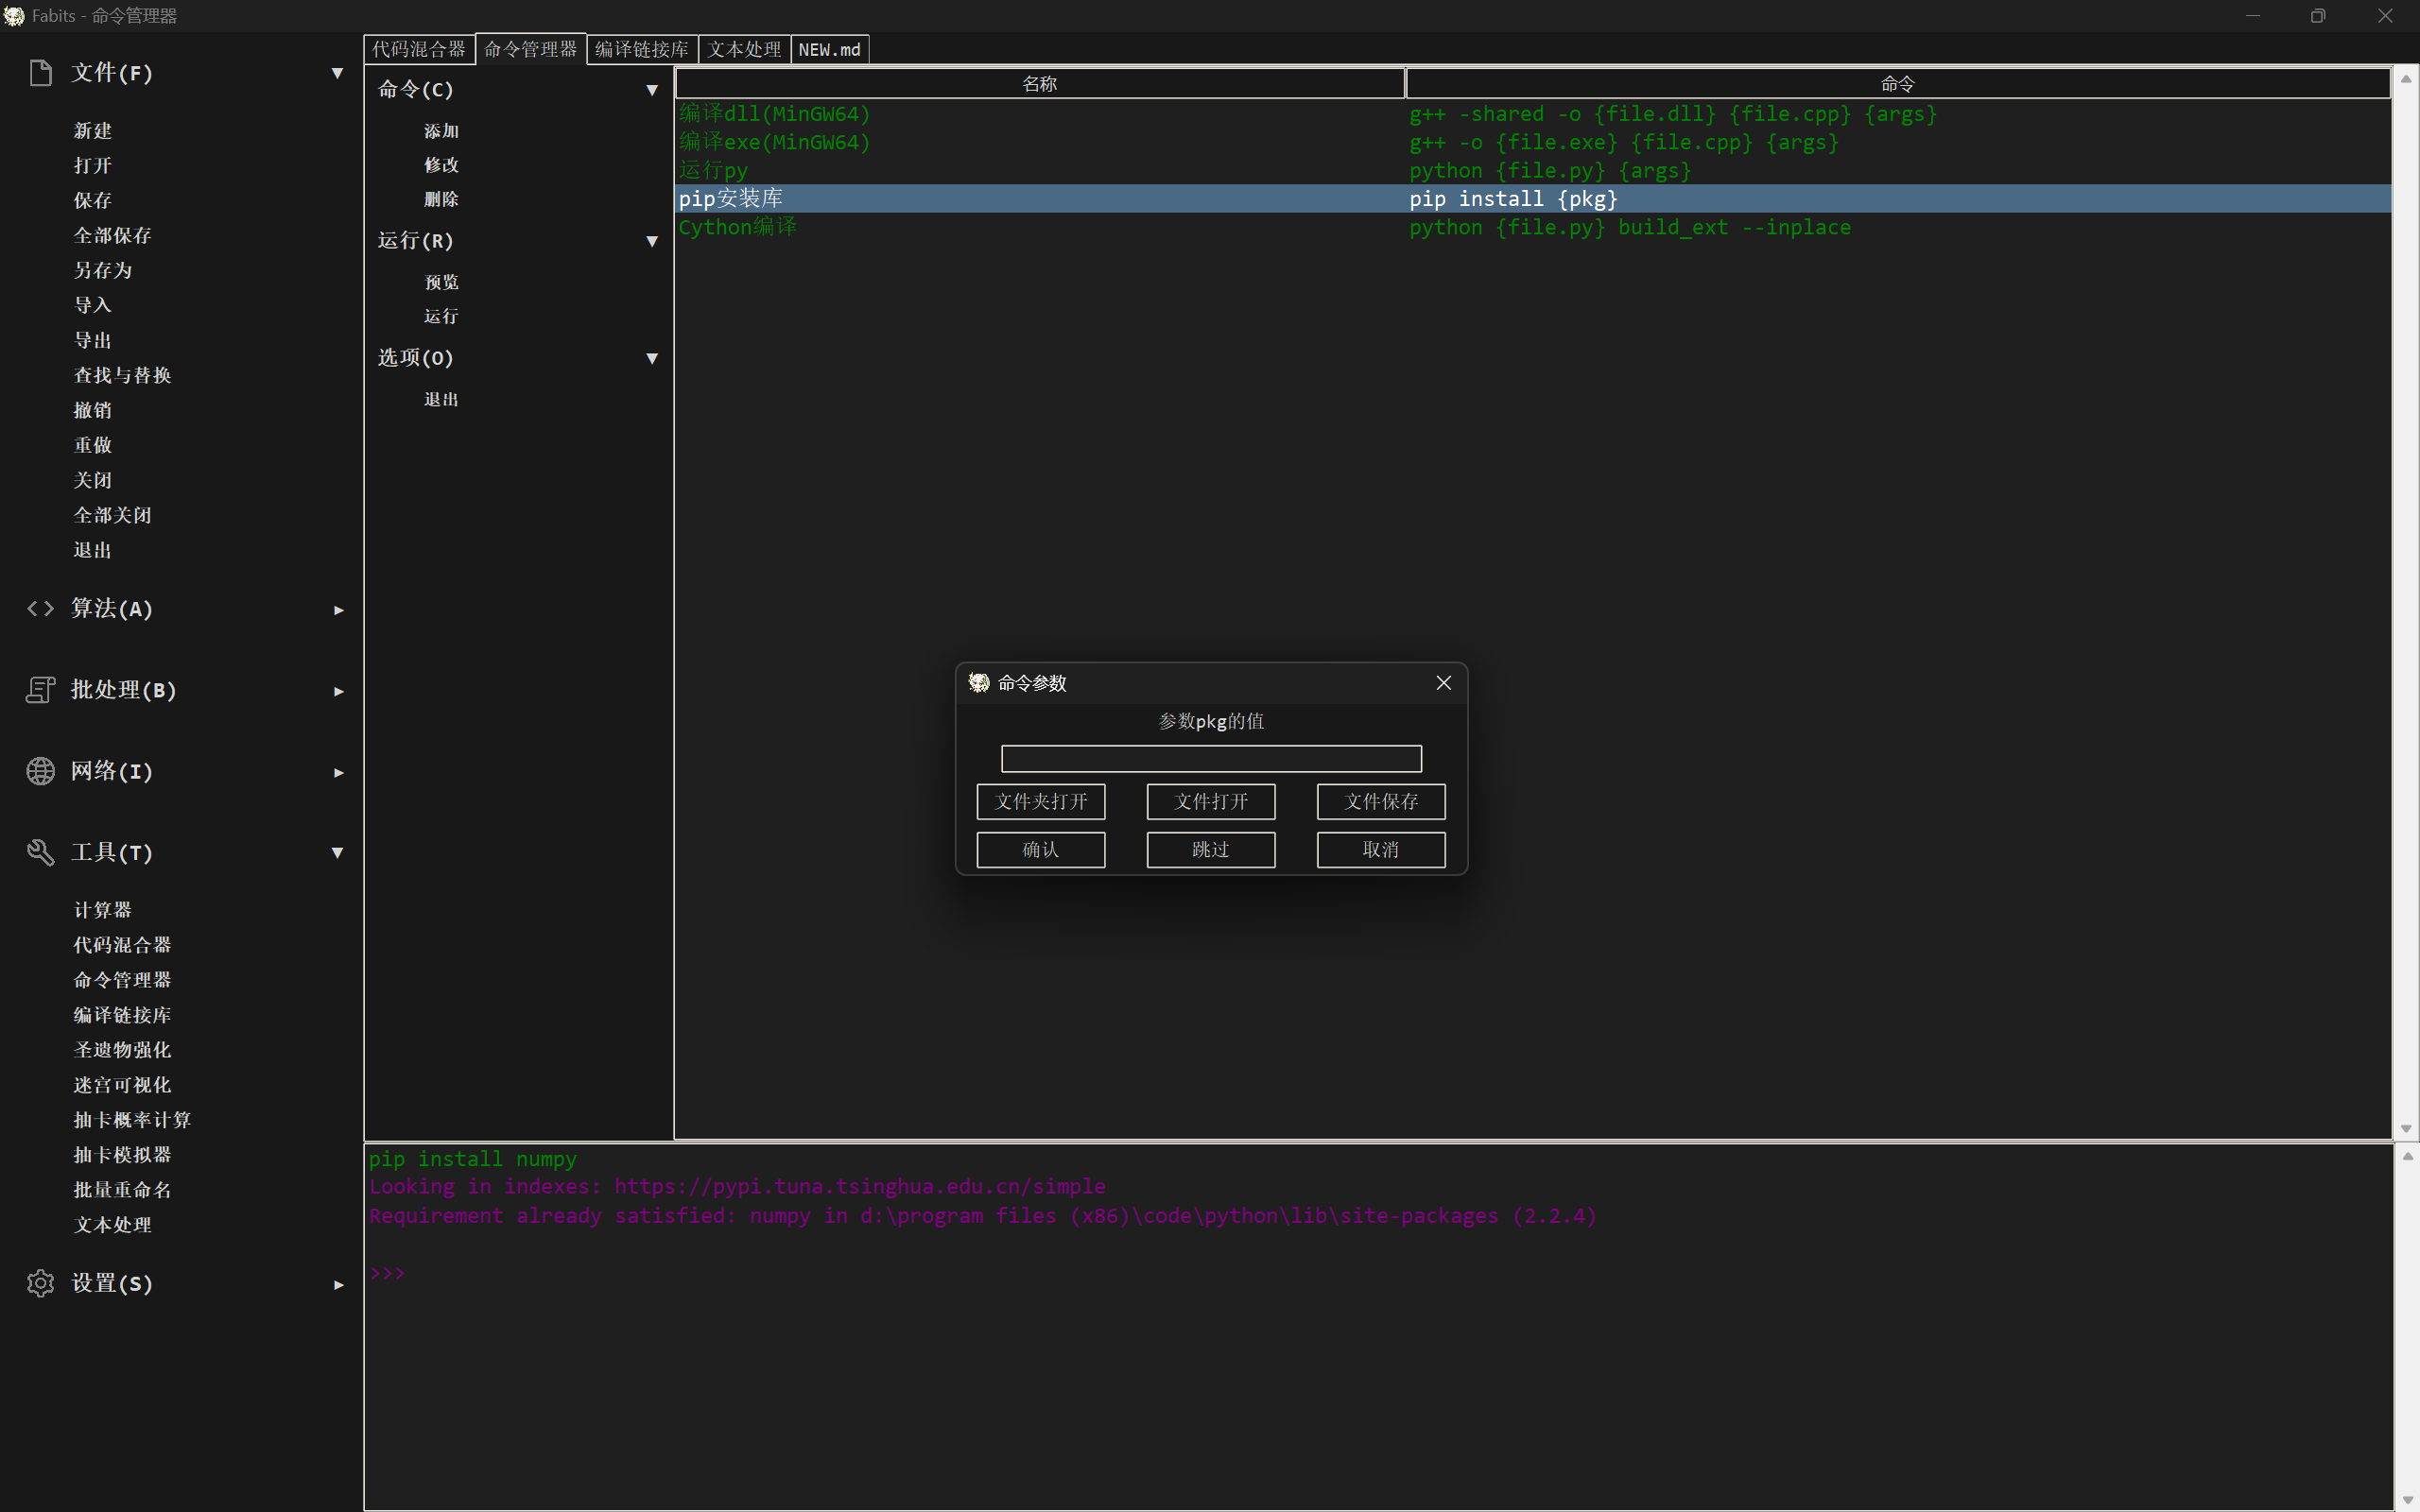 Fabits - 命令管理器
文件(F) ▼
新建
打开
保存
全部保存
另存为
导入
导出
查找与替换
撤销
重做
关闭
全部关闭
退出
算法(A) ▸
批处理(B) ▸
网络(I) ▸
工具(T) ▼
计算器
代码混合器
命令管理器
编译链接库
圣遗物强化
迷宫可视化
抽卡概率计算
抽卡模拟器
批量重命名
文本处理
设置(S) ▸
代码混合器 命令管理器 编译链接库 文本处理 NEW.md
命令(C) ▼
添加
修改
删除
运行(R) ▼
预览
运行
选项(O) ▼
退出
名称 命令
编译dll(MinGW64) g++ -shared -o {file.dll} {file.cpp} {args}
编译exe(MinGW64) g++ -o {file.exe} {file.cpp} {args}
运行py python {file.py} {args}
pip安装库 pip install {pkg}
Cython编译 python {file.py} build_ext --inplace
命令参数
参数pkg的值
文件夹打开 文件打开 文件保存
确认 跳过 取消
pip install numpy
Looking in indexes: https://pypi.tuna.tsinghua.edu.cn/simple
Requirement already satisfied: numpy in d:\program files (x86)\code\python\lib\site-packages (2.2.4)
>>>